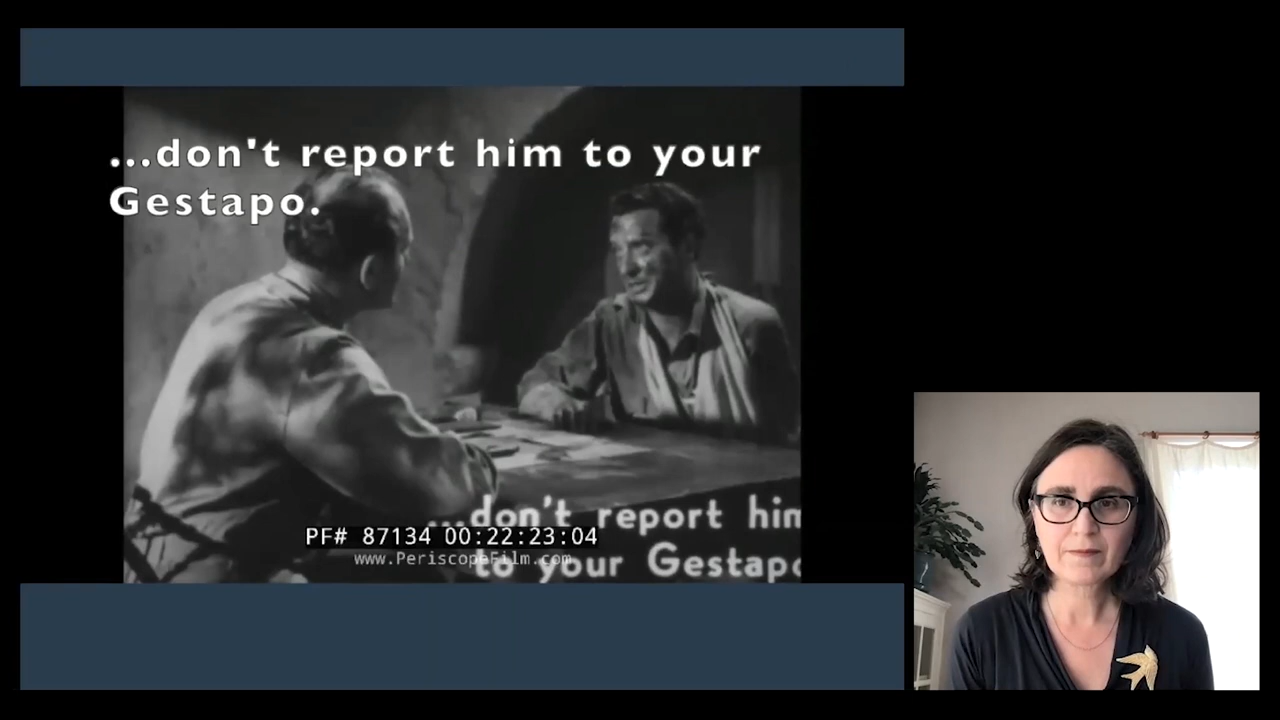 ...don't report him to your
Gestapo.
...don't report him
PF# 87134 00:22:23:04
www.PeriscopeFilm.com
to your Gestapo